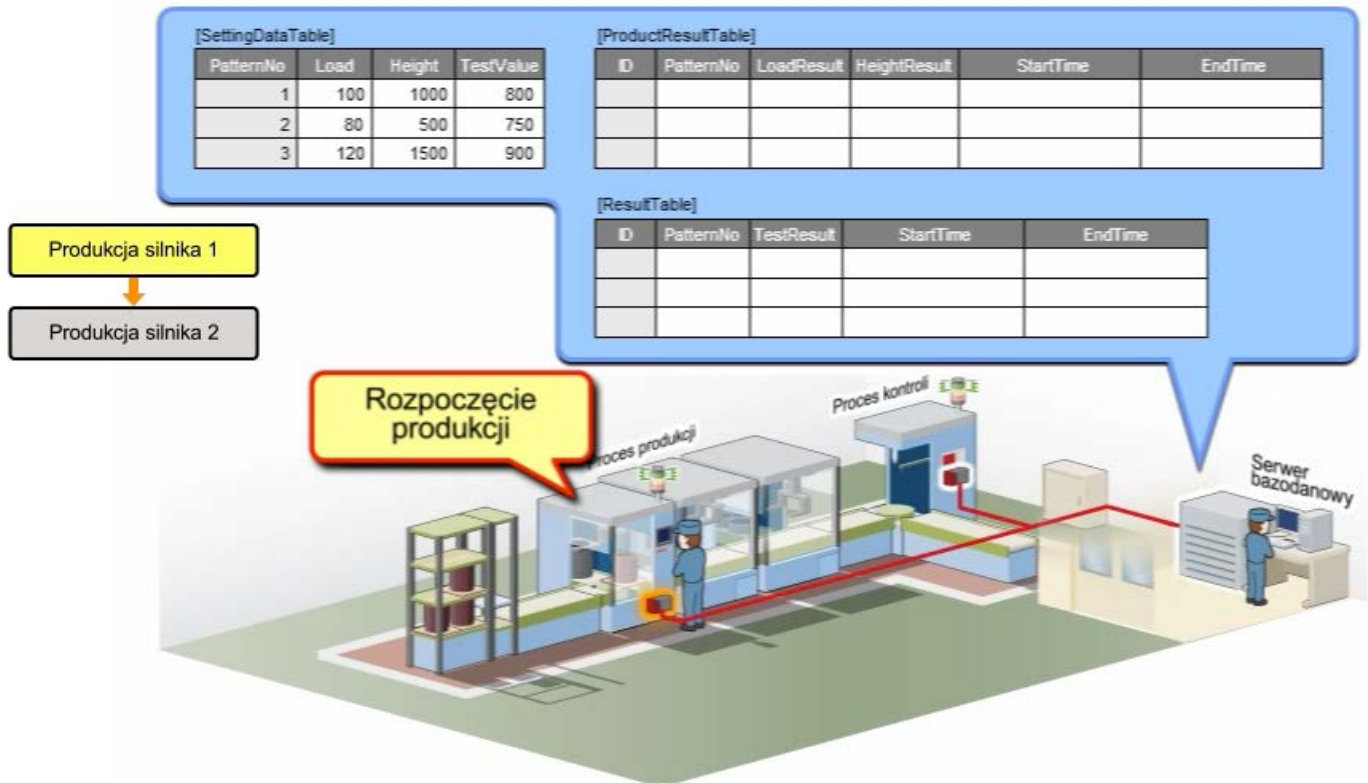 [SettingDataTable]
PatternNo Load Height TestValue
1 100 1000 800
2 80 500 750
3 120 1500 900
[ProductResultTable]
ID PatternNo LoadResult HeightResult StartTime EndTime
[ResultTable]
ID PatternNo TestResult StartTime EndTime
Produkcja silnika 1
Produkcja silnika 2
Rozpoczęcie
produkcji
Proces produkcji
Proces kontroli
Serwer
bazodanowy